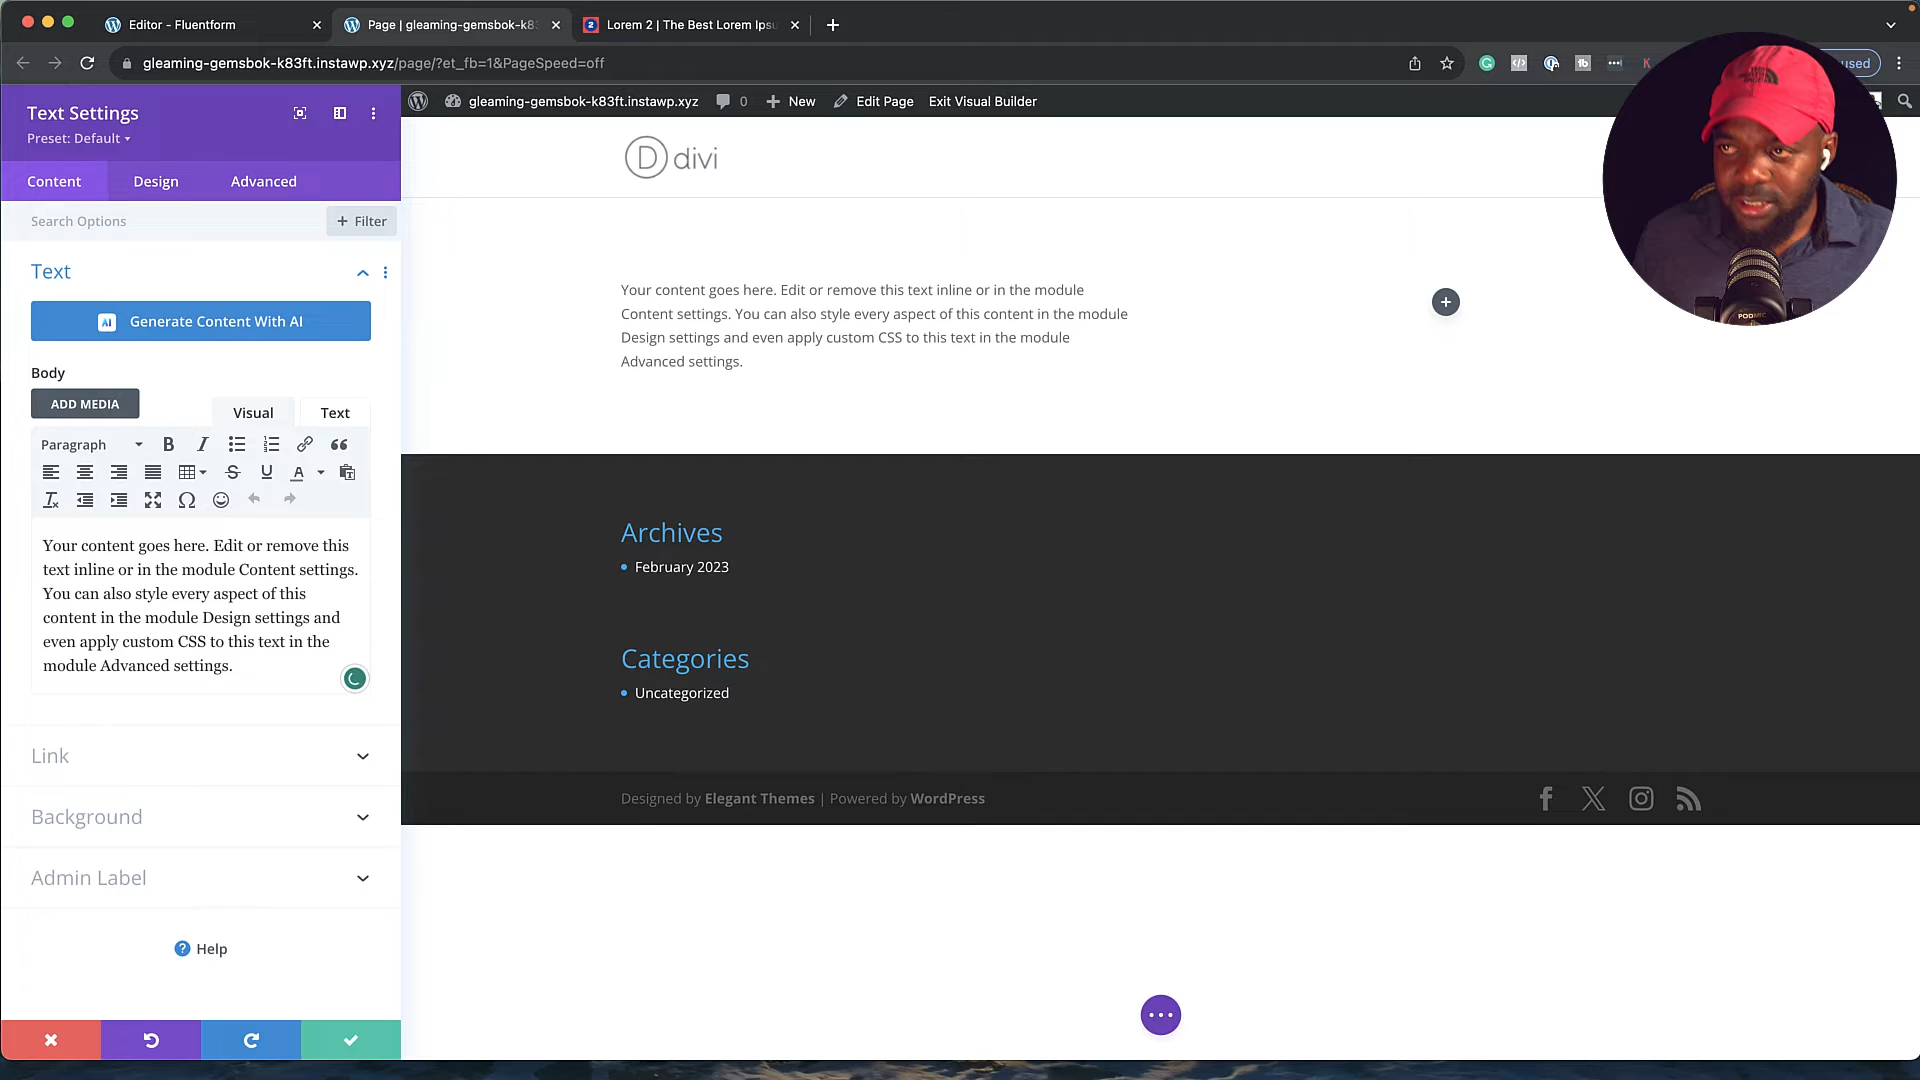 Editor - Fluentform
Page | gleaming-gemsbok-k83
Lorem 2 | The Best Lorem Ipsu
gleaming-gemsbok-k83ft.instawp.xyz/page/?et_fb=1&PageSpeed=off
used
gleaming-gemsbok-k83ft.instawp.xyz 0 New Edit Page Exit Visual Builder
Text Settings
Preset: Default
Content Design Advanced
Search Options
Filter
Text
AI Generate Content With AI
Body
ADD MEDIA
Visual Text
Paragraph
Your content goes here. Edit or remove this
text inline or in the module Content settings.
You can also style every aspect of this
content in the module Design settings and
even apply custom CSS to this text in the
module Advanced settings.
Link
Background
Admin Label
Help
divi
Your content goes here. Edit or remove this text inline or in the module
Content settings. You can also style every aspect of this content in the module
Design settings and even apply custom CSS to this text in the module
Advanced settings.
Archives
February 2023
Categories
Uncategorized
Designed by Elegant Themes | Powered by WordPress
PODMIC